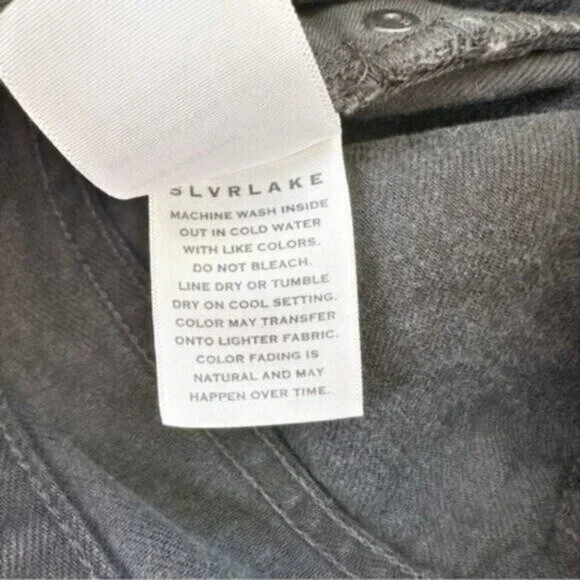 SLVRLAKE
MACHINE WASH INSIDE
OUT IN COLD WATER
WITH LIKE COLORS.
DO NOT BLEACH.
LINE DRY OR TUMBLE
DRY ON COOL SETTING.
COLOR MAY TRANSFER
ONTO LIGHTER FABRIC.
COLOR FADING IS
NATURAL AND MAY
HAPPEN OVER TIME.